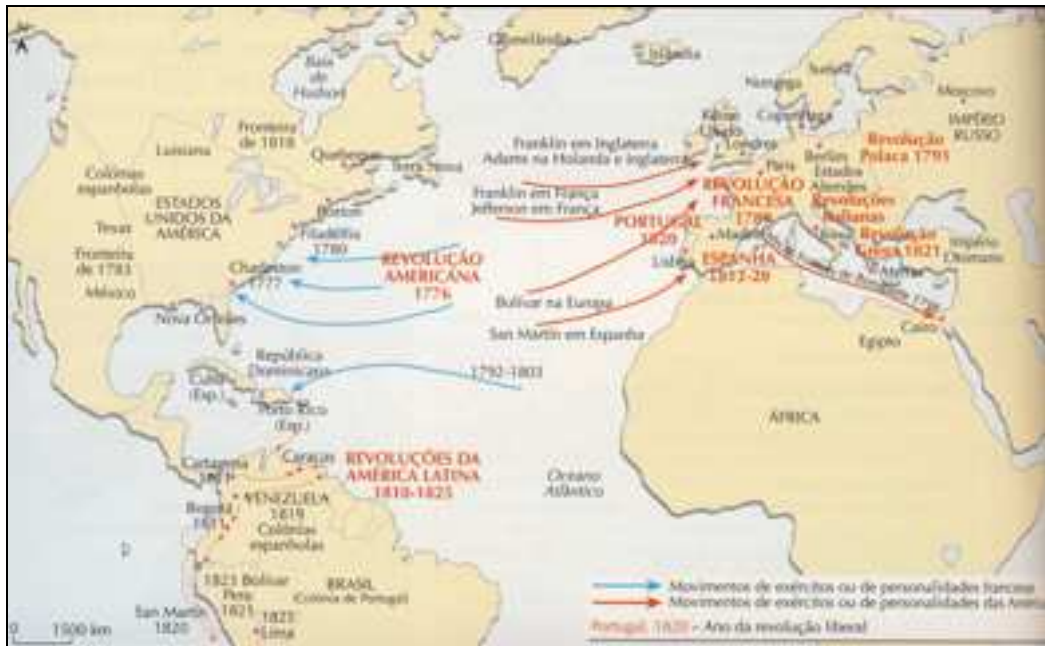 Gronelândia
Islândia
Baía
de
Hudson
Noruega
Suécia
Moscovo
Fronteira
de 1818
Reino
Unido
Copenhaga
IMPÉRIO
RUSSO
Luisiana
Quebeque
Terra Nova
Franklin em Inglaterra
Adams na Holanda e Inglaterra
Londres
Berlim
Revolução
Polaca 1791
Colónias
espanholas
Paris
Estados
Alemães
ESTADOS
UNIDOS DA
AMÉRICA
Franklin em França
Jefferson em França
REVOLUÇÃO
FRANCESA
1789
Revoluções
Italianas
Boston
Texas
Filadélfia
1780
PORTUGAL
1820
Madrid
Revolução
Grega 1821
Império
Otomano
Fronteira
de 1783
Charleston
1777
REVOLUÇÃO
AMERICANA
1776
Lisboa
ESPANHA
1812-20
Atenas
México
Nova Orleães
Bolívar na Europa
San Martín em Espanha
Cairo
Egipto
República
Dominicana
1792-1803
Cuba
(Esp.)
Porto Rico
(Esp.)
ÁFRICA
Cartagena
Caracas
REVOLUÇÕES DA
AMÉRICA LATINA
1810-1825
Oceano
Atlântico
VENEZUELA
1819
Bogotá
Colónias
espanholas
1823 Bolívar
Peru
1821
BRASIL
(Colónia de Portugal)
San Martín
1820
Lima
0 1500 km
Movimentos de exércitos ou de personalidades
Movimentos de exércitos ou de personalidades das
Portugal, 1820 – Ano da revolução liberal